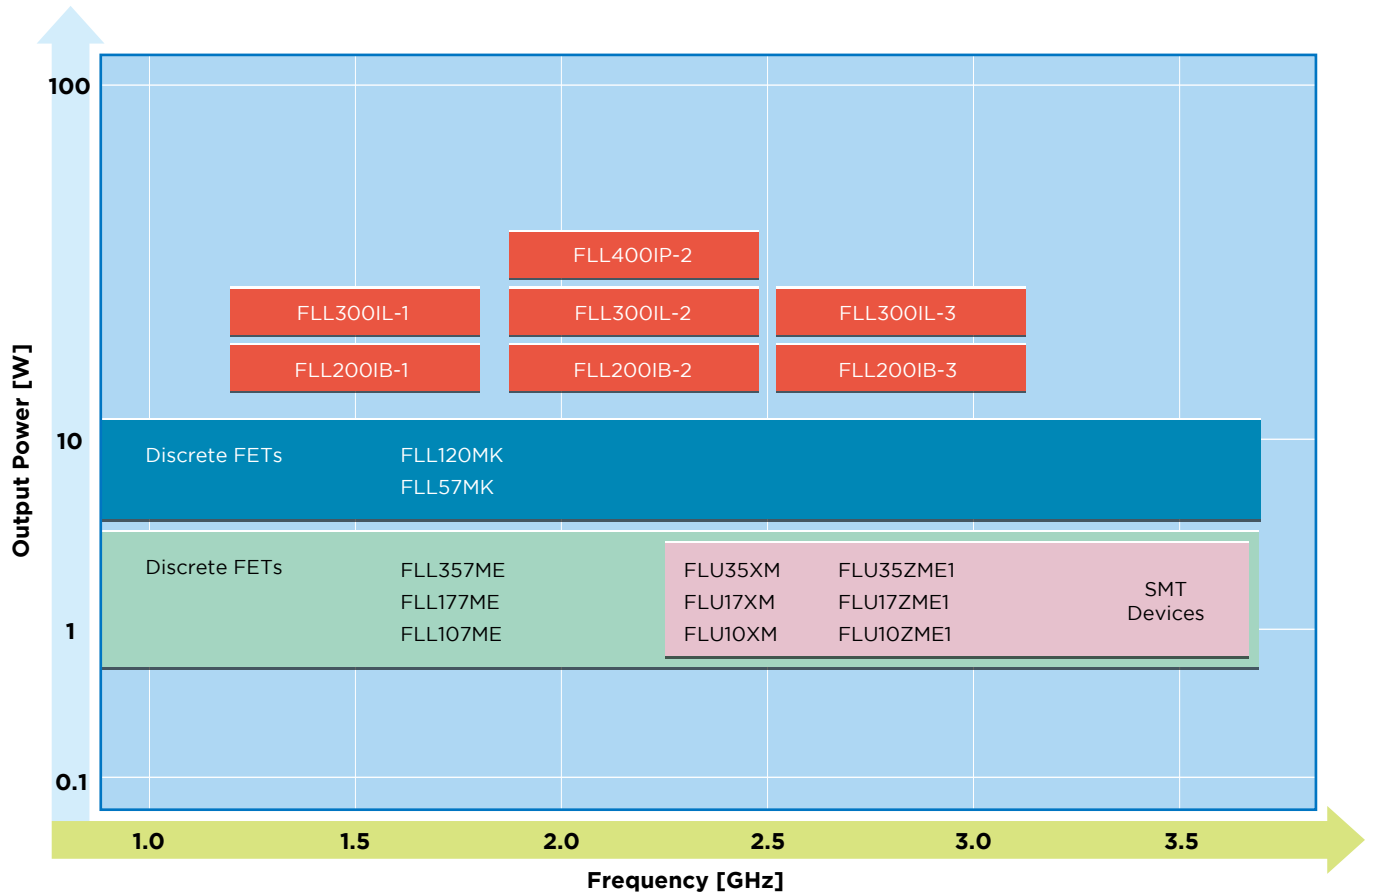 100
FLL400IP-2
FLL300IL-1
FLL300IL-2
FLL300IL-3
FLL200IB-1
FLL200IB-2
FLL200IB-3
Output Power [W]
10
Discrete FETs
FLL120MK
FLL57MK
Discrete FETs
FLL357ME
FLL177ME
FLL107ME
FLU35XM
FLU17XM
FLU10XM
FLU35ZME1
FLU17ZME1
FLU10ZME1
SMT
Devices
1
0.1
1.0
1.5
2.0
2.5
3.0
3.5
Frequency [GHz]